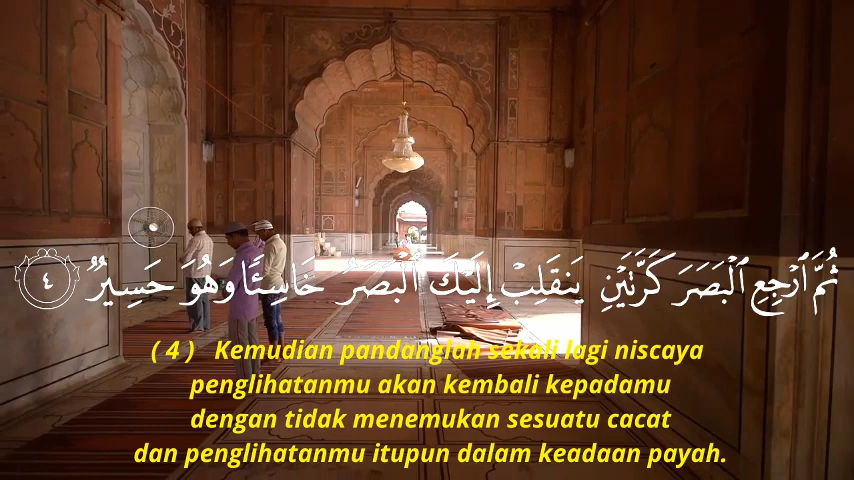 ثُمَّ ٱرْجِعِ ٱلْبَصَرَ كَرَّتَيْنِ يَنقَلِبْ إِلَيْكَ ٱلْبَصَرُ خَاسِئًا وَهُوَ حَسِيرٌ ٤
( 4 ) Kemudian pandanglah sekali lagi niscaya
penglihatanmu akan kembali kepadamu
dengan tidak menemukan sesuatu cacat
dan penglihatanmu itupun dalam keadaan payah.